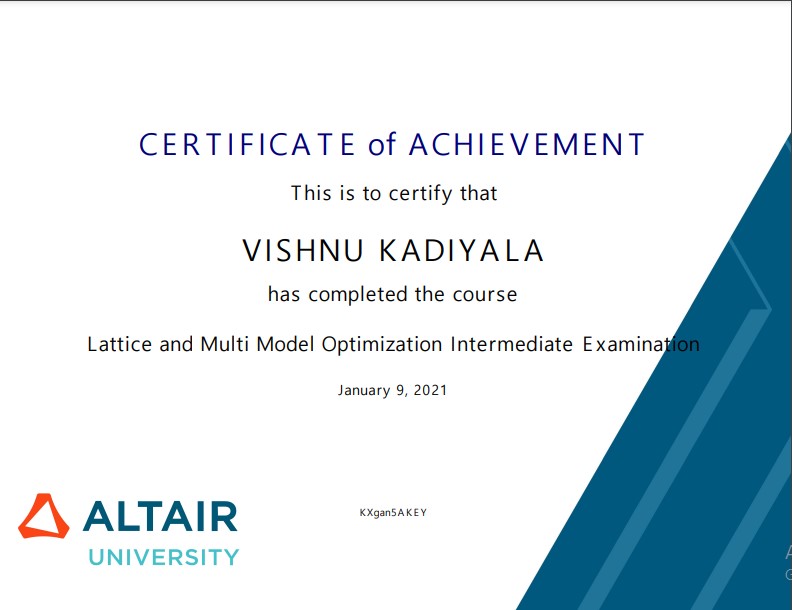 CERTIFICATE of ACHIEVEMENT
This is to certify that
VISHNU KADIYALA
has completed the course
Lattice and Multi Model Optimization Intermediate Examination
January 9, 2021
KXgan5AKEY
ALTAIR
UNIVERSITY